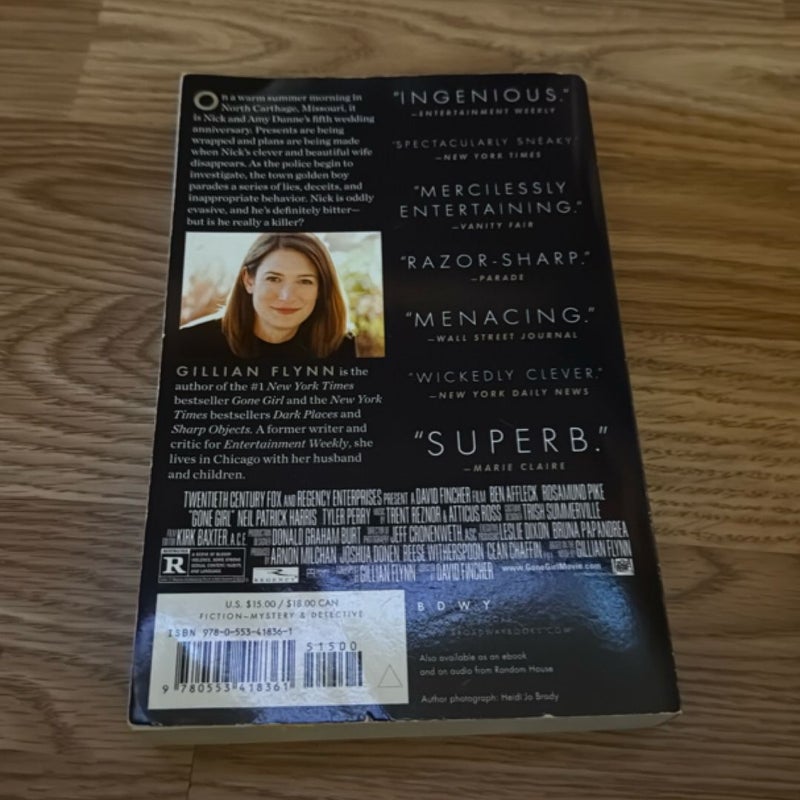 On a warm summer morning in
North Carthage, Missouri, it
is Nick and Amy Dunne's fifth wedding
anniversary. Presents are being
wrapped and plans are being made
when Nick's clever and beautiful wife
disappears. As the police begin to
investigate, the town golden boy
parades a series of lies, deceits, and
inappropriate behavior. Nick is oddly
evasive, and he's definitely bitter—
but is he really a killer?
GILLIAN FLYNN is the
author of the #1 New York Times
bestseller Gone Girl and the New York
Times bestsellers Dark Places and
Sharp Objects. A former writer and
critic for Entertainment Weekly, she
lives in Chicago with her husband
and children.
"INGENIOUS."
—ENTERTAINMENT WEEKLY
"SPECTACULARLY SNEAKY."
—NEW YORK TIMES
"MERCILESSLY
ENTERTAINING."
—VANITY FAIR
"RAZOR-SHARP."
—PARADE
"MENACING."
—WALL STREET JOURNAL
"WICKEDLY CLEVER."
—NEW YORK DAILY NEWS
"SUPERB."
—MARIE CLAIRE
TWENTIETH CENTURY FOX AND REGENCY ENTERPRISES PRESENT A DAVID FINCHER FILM BEN AFFLECK ROSAMUND PIKE
"GONE GIRL" NEIL PATRICK HARRIS TYLER PERRY TRENT REZNOR & ATTICUS ROSS TRISH SUMMERVILLE
KIRK BAXTER, A.C.E. DONALD GRAHAM BURT JEFF CRONENWETH, ASC LESLIE DIXON BRUNA PAPANDREA
ARNON MILCHAN JOSHUA DONEN REESE WITHERSPOON CEÁN CHAFFIN GILLIAN FLYNN
GILLIAN FLYNN DAVID FINCHER www.GoneGirlMovie.com
R
REGENCY
U.S. $15.00 / $18.00 CAN
FICTION—MYSTERY & DETECTIVE
ISBN 978-0-553-41836-1
51500
9 780553 418361
BDWY
BROADWAYBOOKS.COM
Also available as an ebook
and on audio from Random House
Author photograph: Heidi Jo Brady